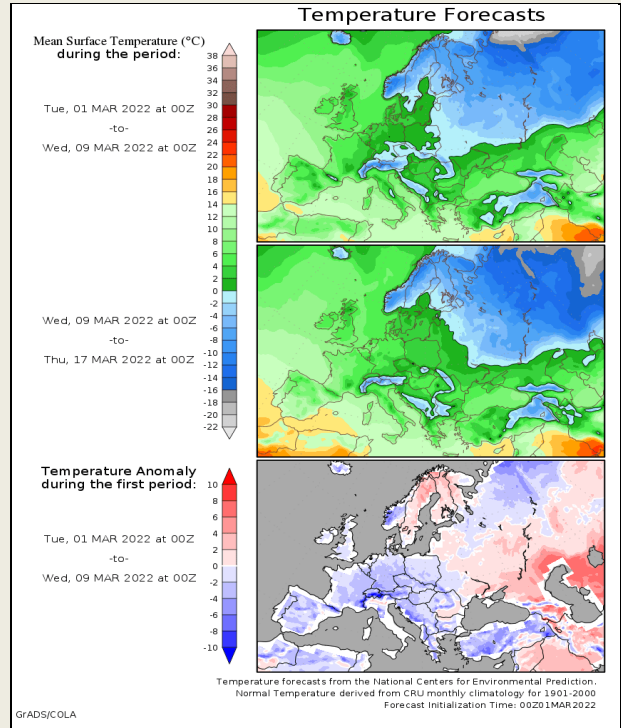 Temperature Forecasts
Mean Surface Temperature (°C)
during the period:
38
36
34
32
30
28
26
24
22
20
18
16
14
12
10
8
6
4
2
0
-2
-4
-6
-8
-10
-12
-14
-16
-18
-20
-22
Tue, 01 MAR 2022 at 00Z
-to-
Wed, 09 MAR 2022 at 00Z
Wed, 09 MAR 2022 at 00Z
-to-
Thu, 17 MAR 2022 at 00Z
Temperature Anomaly
during the first period:
10
8
6
4
2
0
-2
-4
-6
-8
-10
Tue, 01 MAR 2022 at 00Z
-to-
Wed, 09 MAR 2022 at 00Z
Temperature forecasts from the National Centers for Environmental Prediction.
Normal Temperature derived from CRU monthly climatology for 1901-2000
Forecast Initialization Time: 00Z01MAR2022
GrADS/COLA